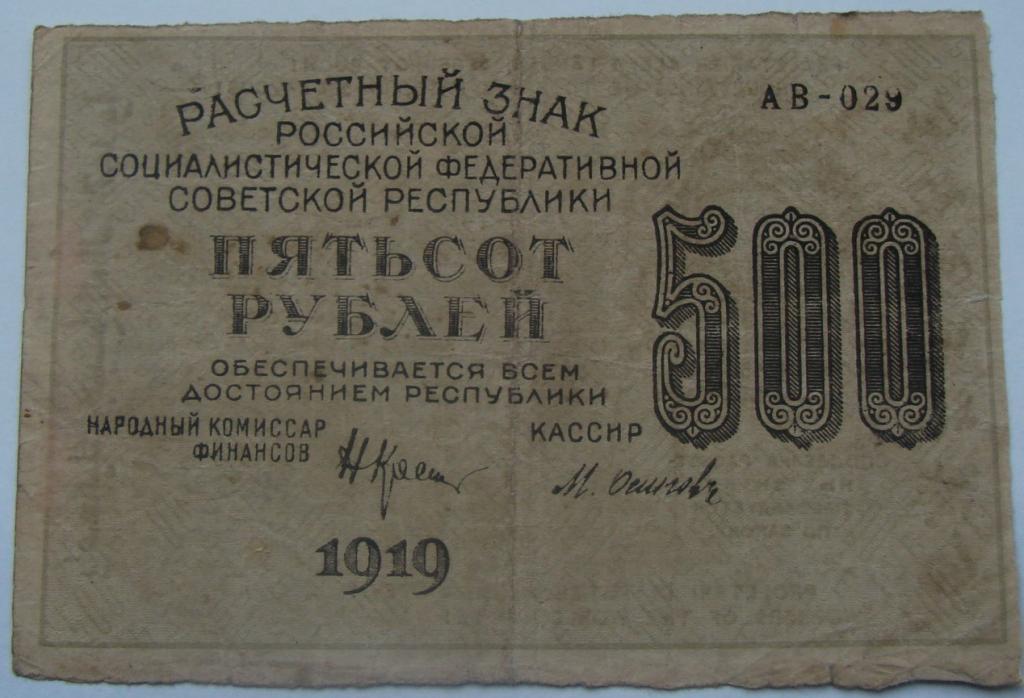 РАСЧЕТНЫЙ ЗНАК
АВ-029
РОССИЙСКОЙ
СОЦИАЛИСТИЧЕСКОЙ ФЕДЕРАТИВНОЙ
СОВЕТСКОЙ РЕСПУБЛИКИ
ПЯТЬСОТ
РУБЛЕЙ
500
ОБЕСПЕЧИВАЕТСЯ ВСЕМ
ДОСТОЯНИЕМ РЕСПУБЛИКИ
НАРОДНЫЙ КОМИССАР
ФИНАНСОВ
КАССИР
М. Осиповъ
1919